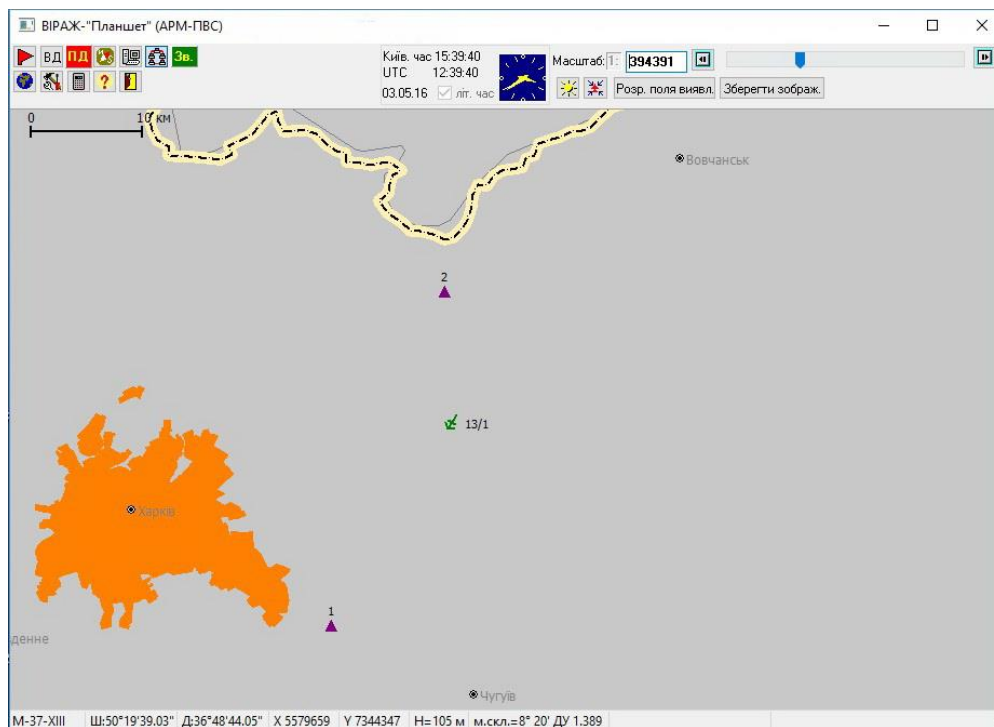 ВІРАЖ-"Планшет" (АРМ-ПВС)
ВД ПД Зв.
?
Київ. час 15:39:40
UTC 12:39:40
03.05.16 літ. час
Масштаб: 1: 394391
Розр. поля виявл. Зберегти зображ.
0 10 км
Вовчанськ
2
13/1
Харків
1
денне
Чугуїв
М-37-XIII Ш:50°19'39.03" Д:36°48'44.05" X 5579659 Y 7344347 Н=105 м м.скл.=8° 20' ДУ 1.389